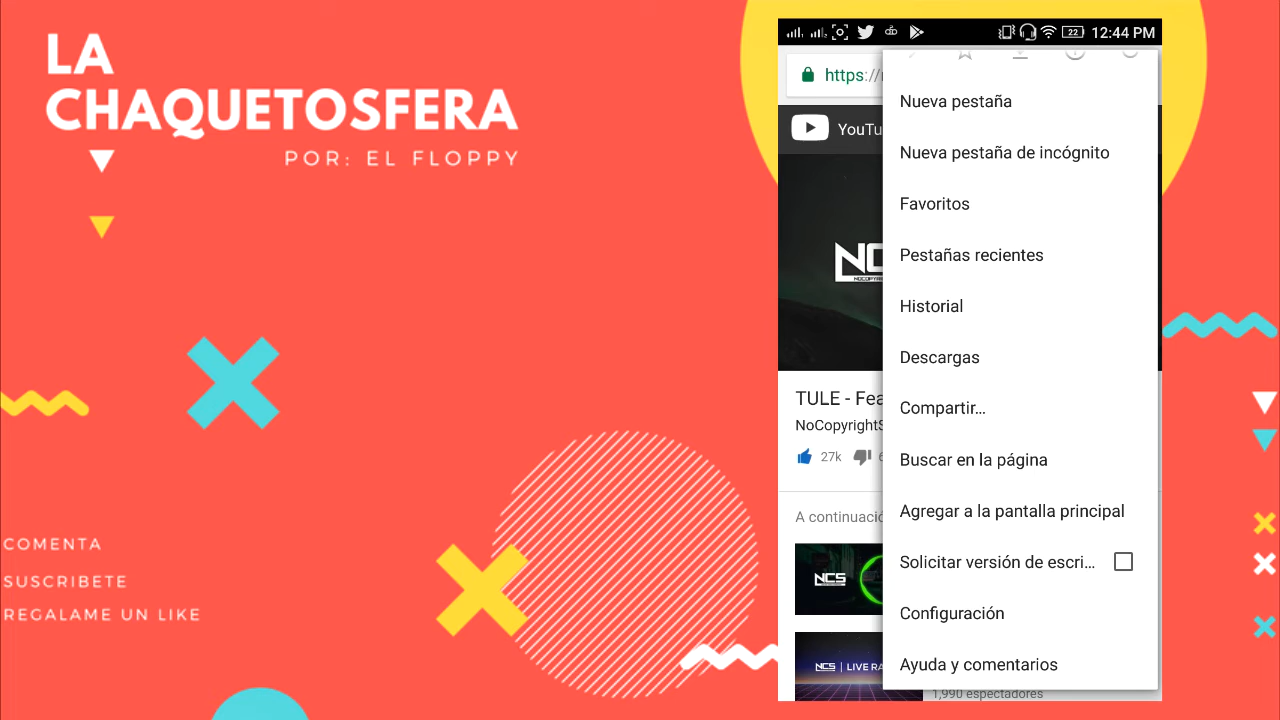 LA
CHAQUETOSFERA
POR: EL FLOPPY
COMENTA
SUSCRIBETE
REGALAME UN LIKE
22 12:44 PM
https://
YouTu
NC
TULE - Fea
NoCopyrightS
27k
A continuació
NCS
NCS | LIVE RA
1,990 espectadores
Nueva pestaña
Nueva pestaña de incógnito
Favoritos
Pestañas recientes
Historial
Descargas
Compartir...
Buscar en la página
Agregar a la pantalla principal
Solicitar versión de escri...
Configuración
Ayuda y comentarios